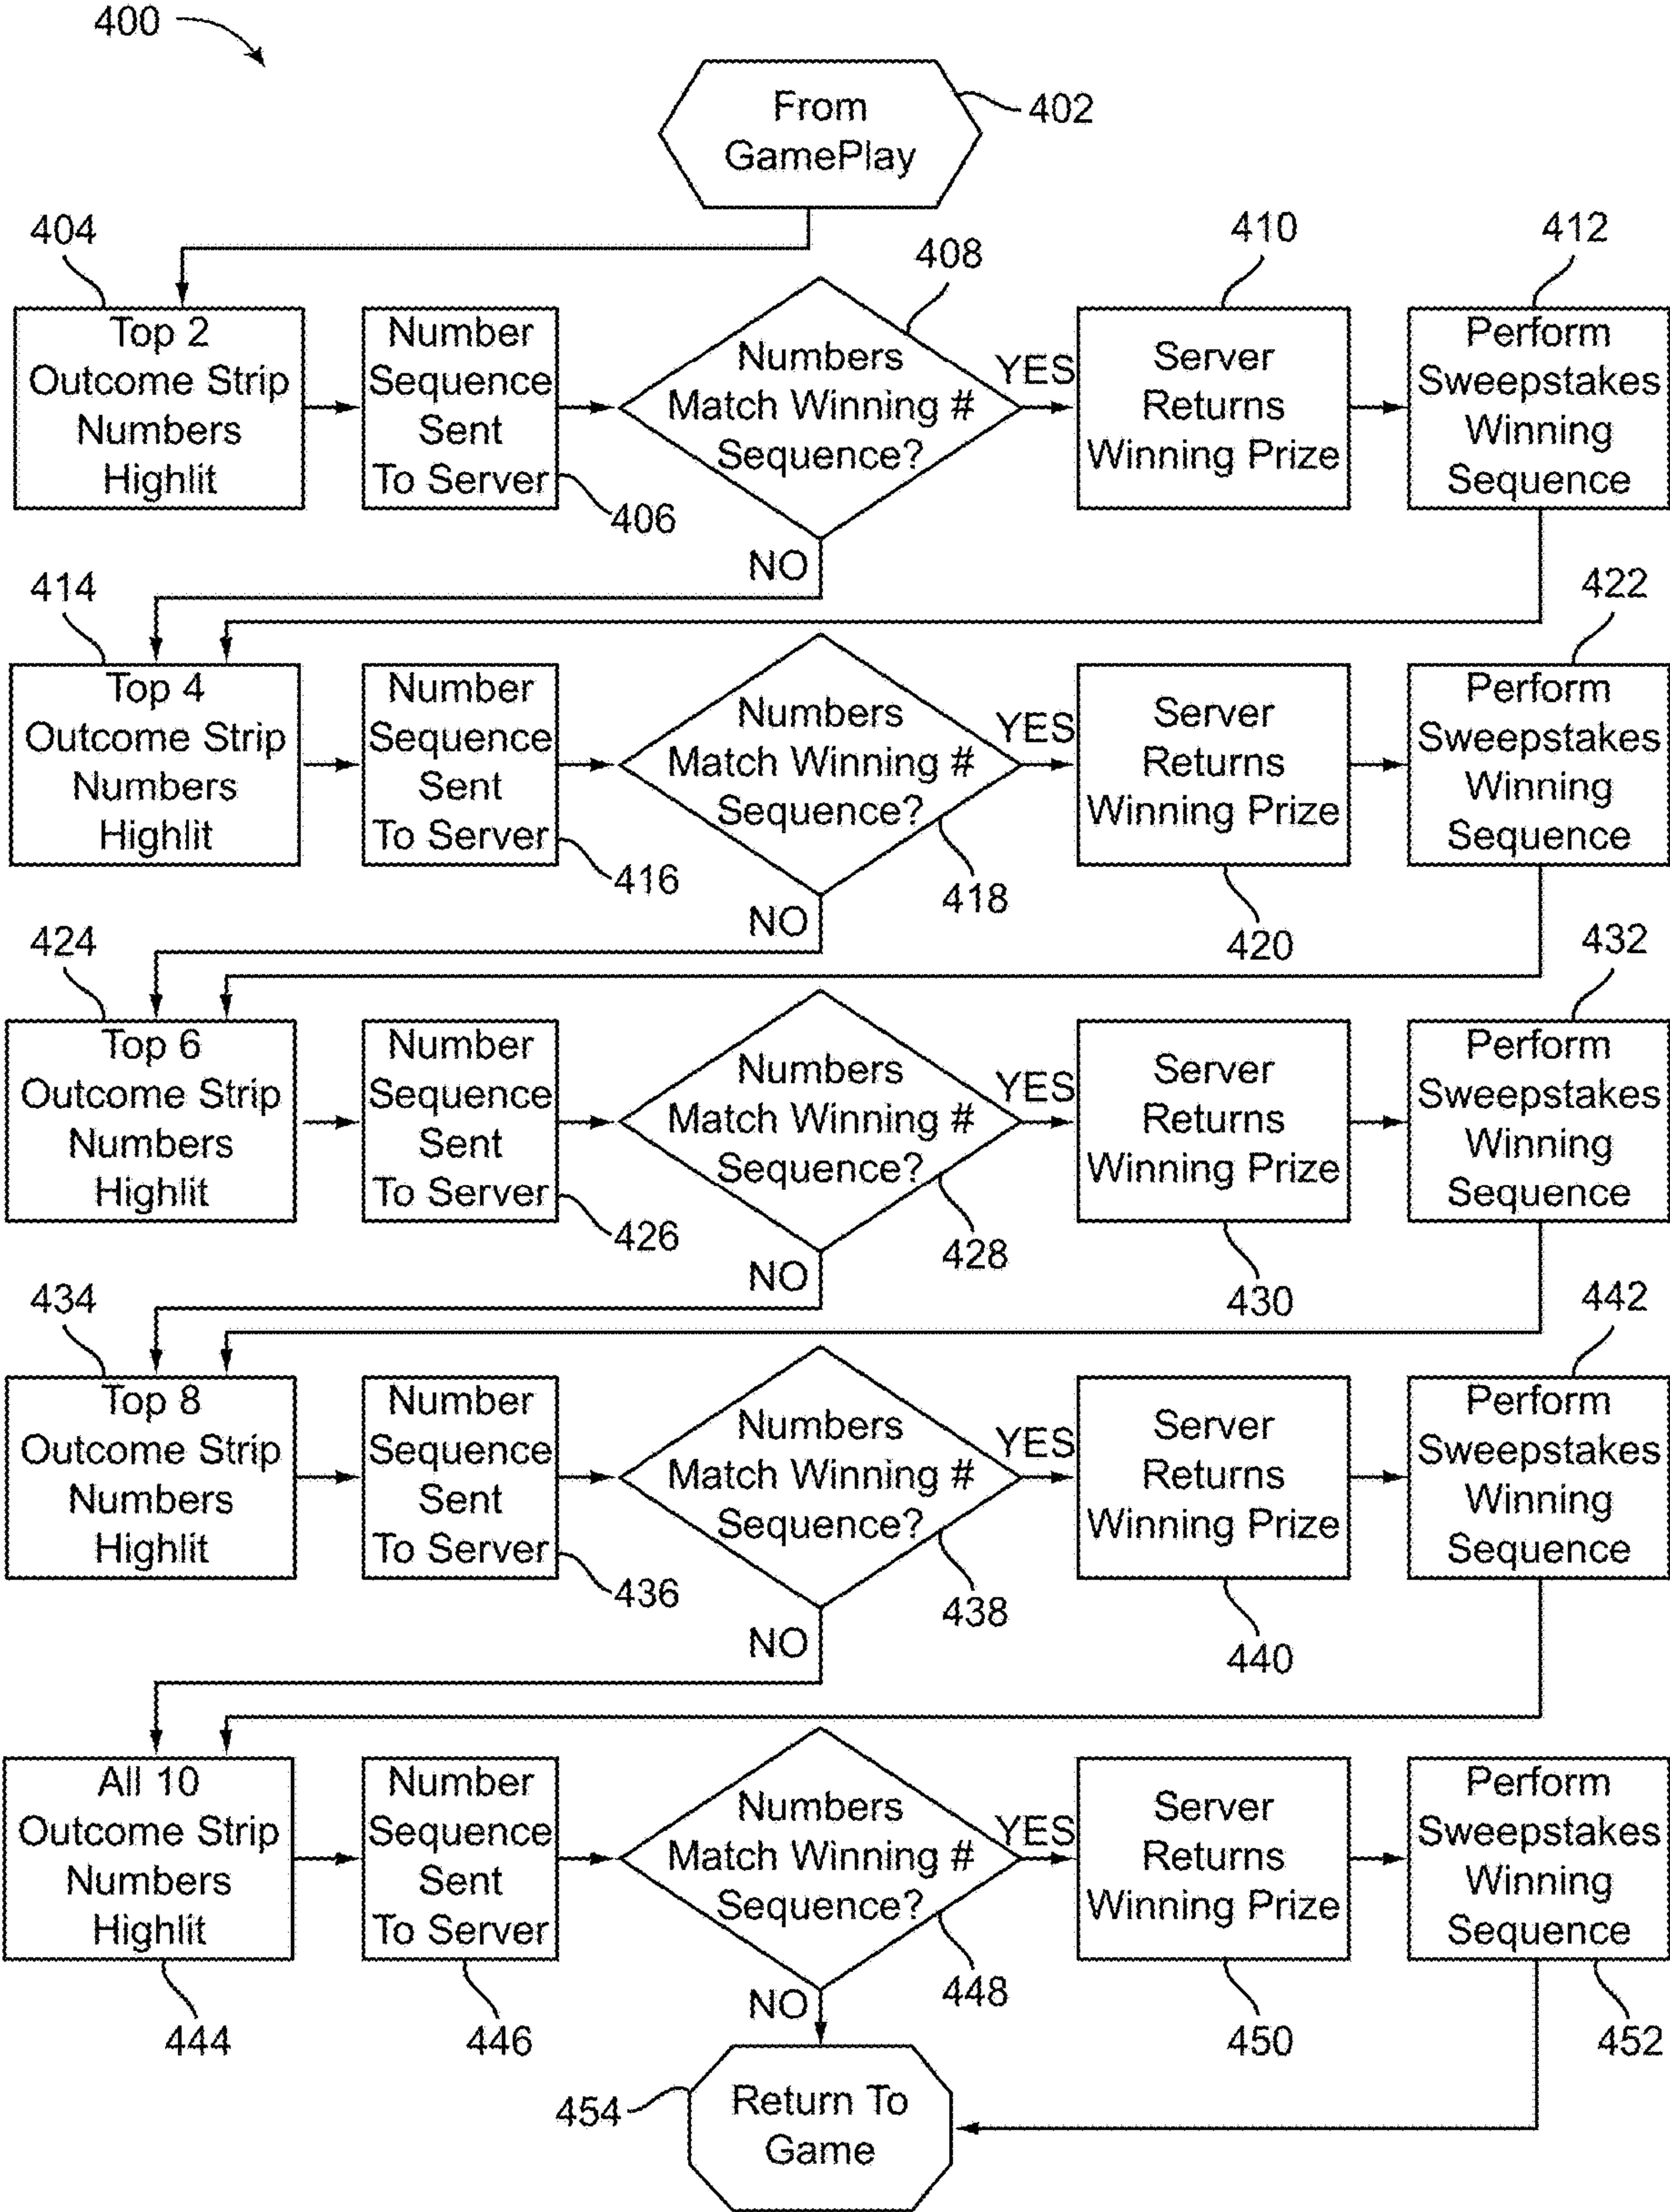 400
From
GamePlay
402
404
408
410
412
Top 2
Outcome Strip
Numbers
Highlit
Number
Sequence
Sent
To Server
406
Numbers
Match Winning #
Sequence?
YES
NO
Server
Returns
Winning Prize
Perform
Sweepstakes
Winning
Sequence
414
422
Top 4
Outcome Strip
Numbers
Highlit
Number
Sequence
Sent
To Server
416
Numbers
Match Winning #
Sequence?
418
YES
NO
Server
Returns
Winning Prize
420
Perform
Sweepstakes
Winning
Sequence
424
432
Top 6
Outcome Strip
Numbers
Highlit
Number
Sequence
Sent
To Server
426
Numbers
Match Winning #
Sequence?
428
YES
NO
Server
Returns
Winning Prize
430
Perform
Sweepstakes
Winning
Sequence
434
442
Top 8
Outcome Strip
Numbers
Highlit
Number
Sequence
Sent
To Server
436
Numbers
Match Winning #
Sequence?
438
YES
NO
Server
Returns
Winning Prize
440
Perform
Sweepstakes
Winning
Sequence
All 10
Outcome Strip
Numbers
Highlit
444
Number
Sequence
Sent
To Server
446
Numbers
Match Winning #
Sequence?
448
YES
NO
Server
Returns
Winning Prize
450
Perform
Sweepstakes
Winning
Sequence
452
454
Return To
Game